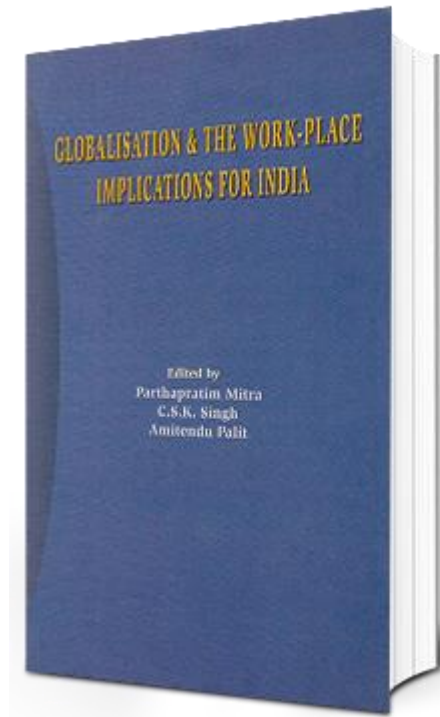 GLOBALISATION & THE WORK-PLACE
IMPLICATIONS FOR INDIA
Edited by
Parthapratim Mitra
C.S.K. Singh
Amitendu Palit